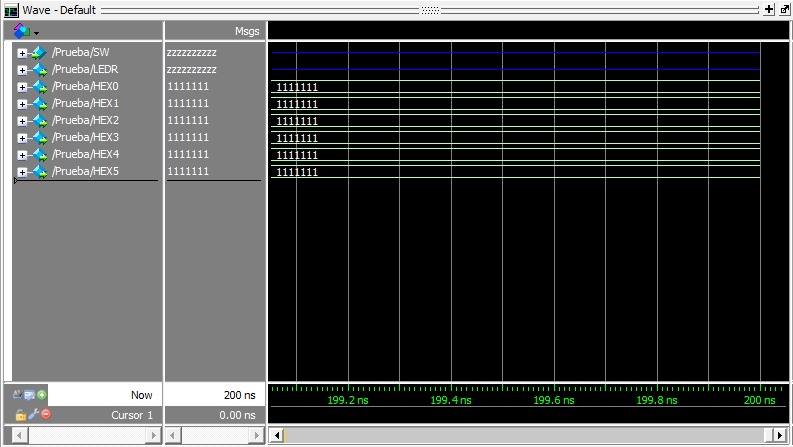 Wave - Default
Msgs
/Prueba/SW zzzzzzzzzz
/Prueba/LEDR zzzzzzzzzz
/Prueba/HEX0 1111111 1111111
/Prueba/HEX1 1111111 1111111
/Prueba/HEX2 1111111 1111111
/Prueba/HEX3 1111111 1111111
/Prueba/HEX4 1111111 1111111
/Prueba/HEX5 1111111 1111111
Now 200 ns
199.2 ns 199.4 ns 199.6 ns 199.8 ns 200 ns
Cursor 1 0.00 ns